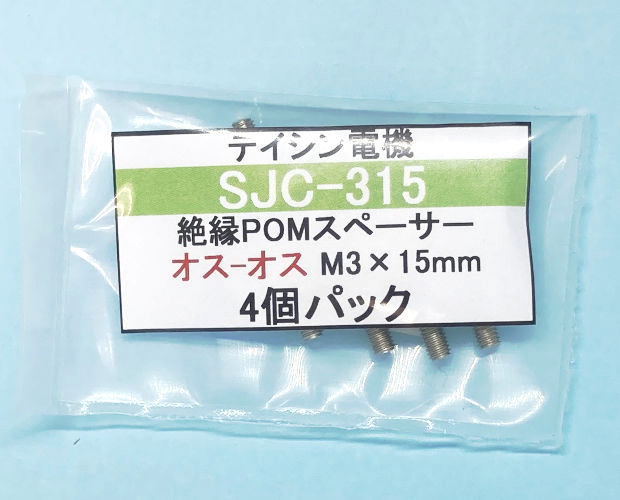 テイシン電機
SJC-315
絶縁POMスペーサー
オス-オス M3×15mm
4個パック